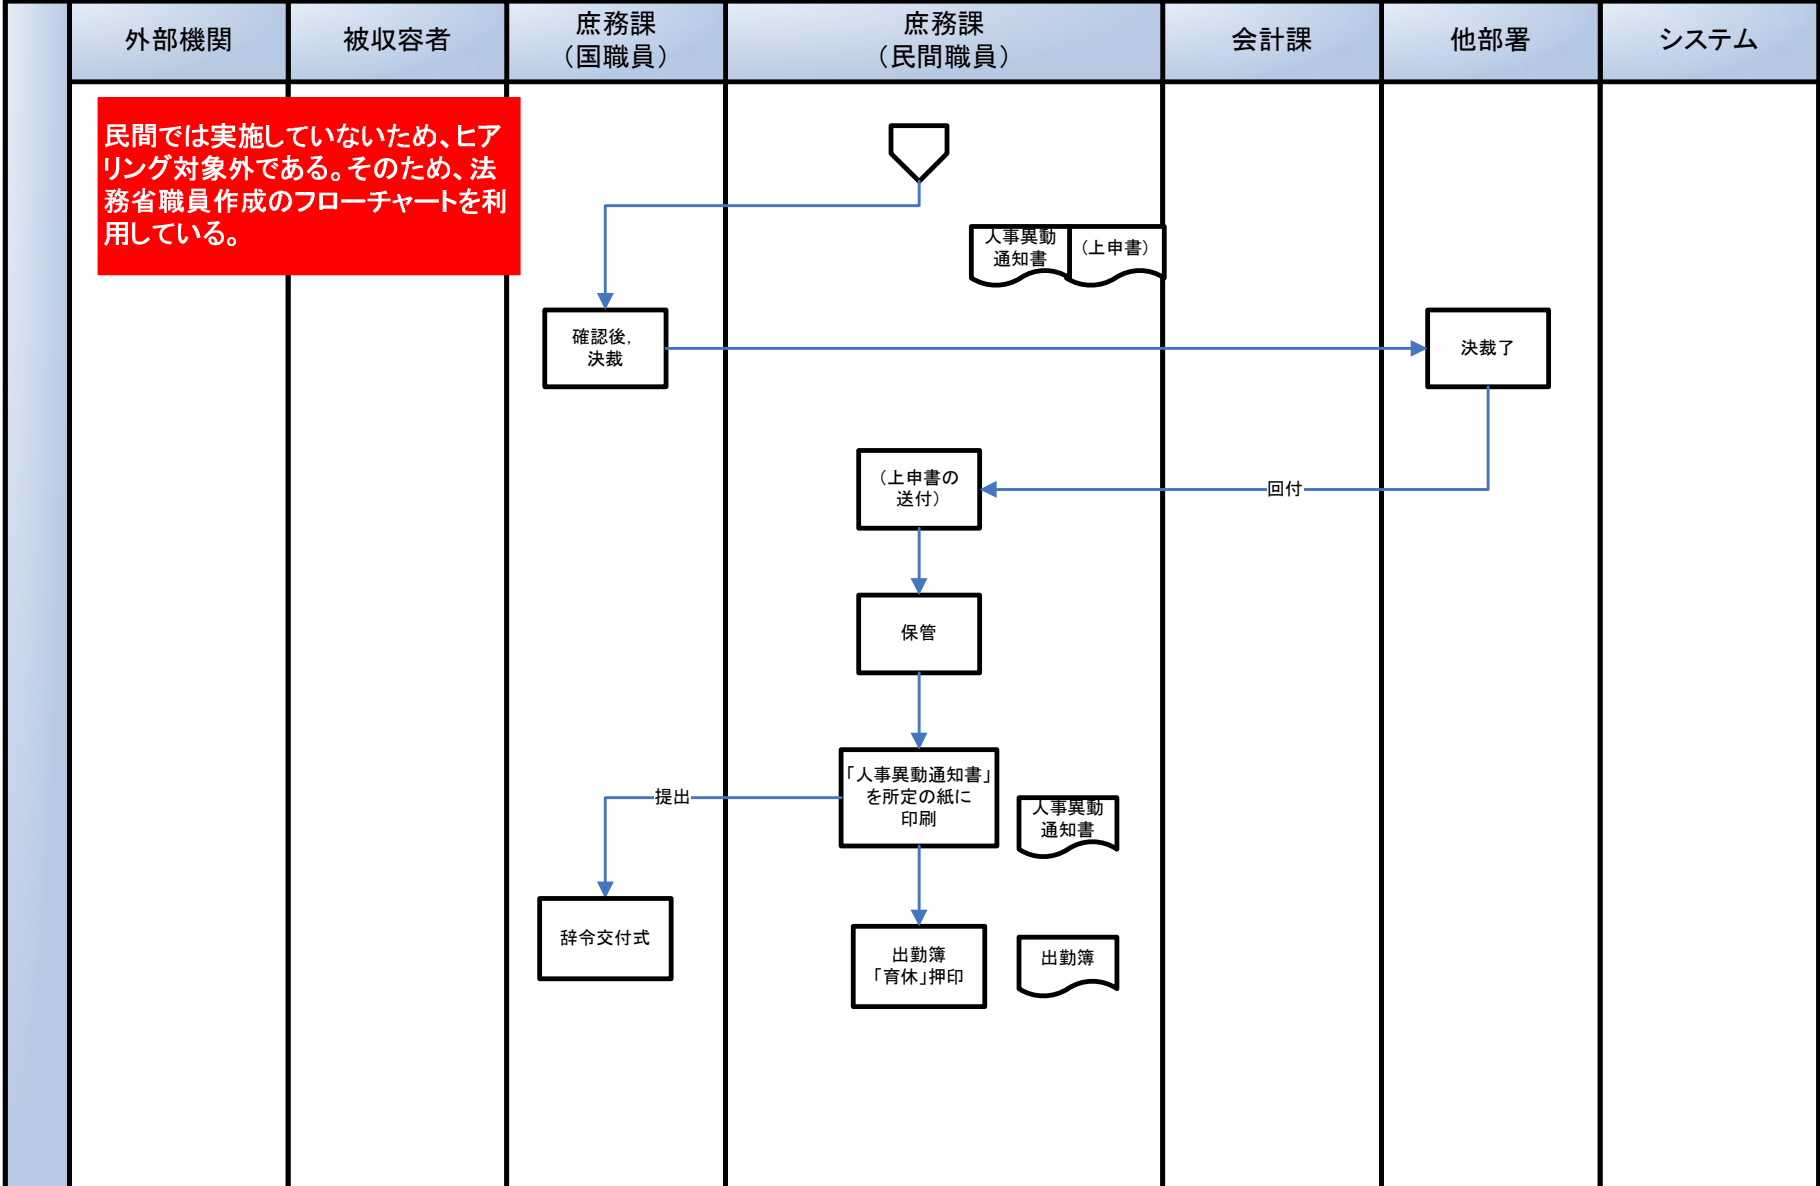 外部機関
被収容者
庶務課
（国職員）
庶務課
（民間職員）
会計課
他部署
システム
民間では実施していないため、ヒア
リング対象外である。そのため、法
務省職員作成のフローチャートを利
用している。
人事異動
通知書
（上申書）
確認後，
決裁
決裁了
（上申書の
送付）
回付
保管
「人事異動通知書」
を所定の紙に
印刷
提出
人事異動
通知書
辞令交付式
出勤簿
「育休」押印
出勤簿